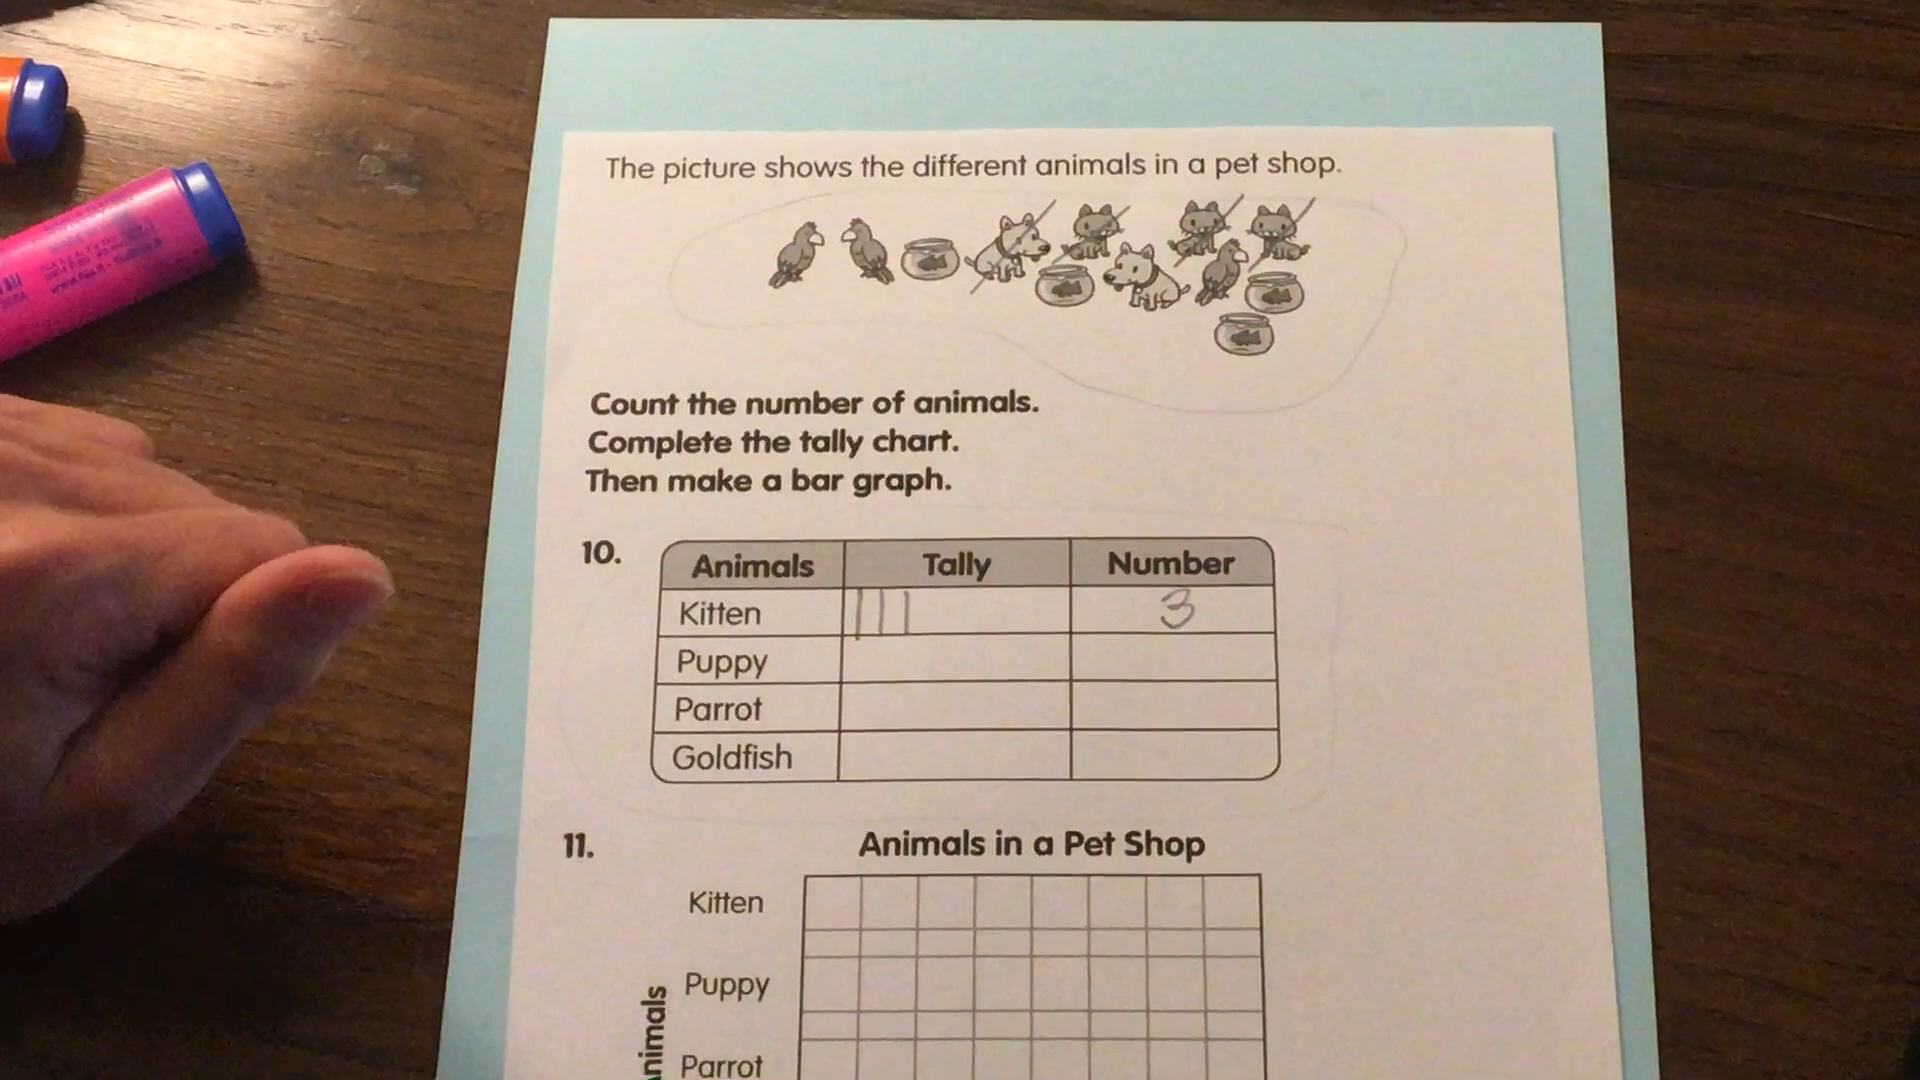 The picture shows the different animals in a pet shop.
Count the number of animals.
Complete the tally chart.
Then make a bar graph.
10.
Animals Tally Number
Kitten ||| 3
Puppy
Parrot
Goldfish
11.
Animals in a Pet Shop
Kitten
Puppy
Parrot